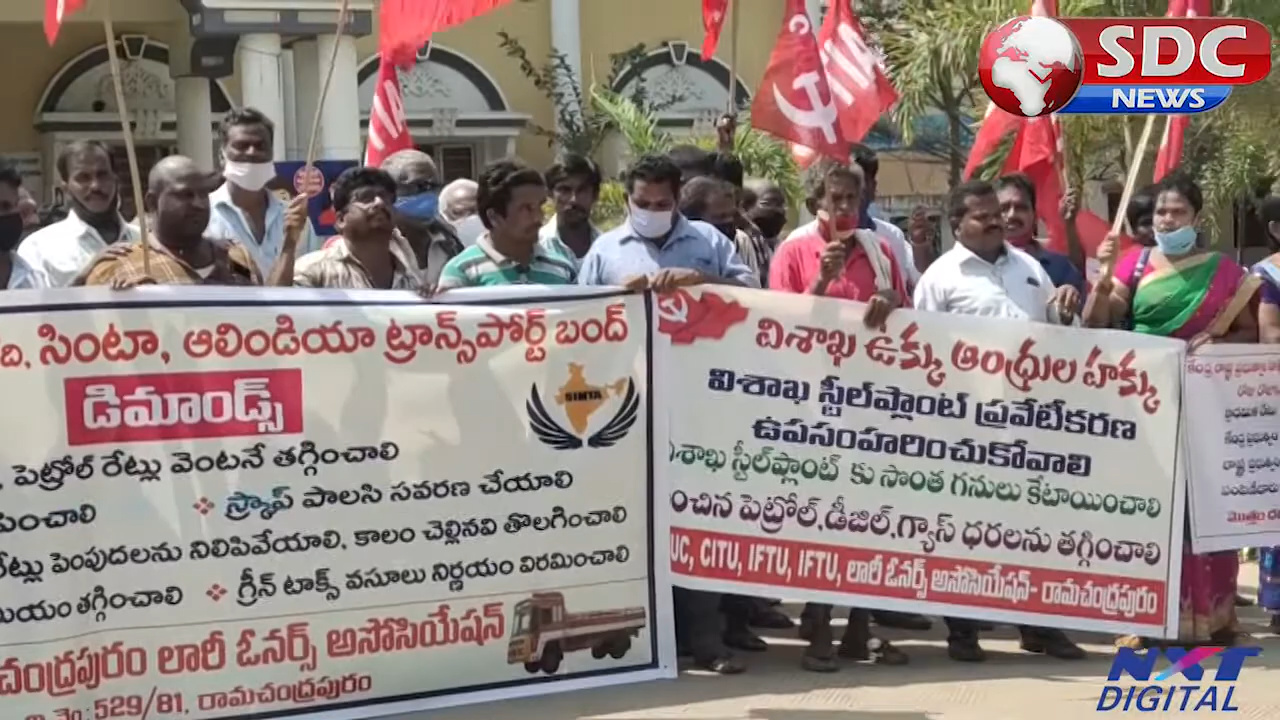 SDC
NEWS
సింటా, ఆలిండియా ట్రాన్స్‌పోర్ట్ బంద్
డిమాండ్స్
SIMTA
పెట్రోల్ రేట్లు వెంటనే తగ్గించాలి
❖ స్క్రాప్ పాలసి సవరణ చేయాలి
పెంపుదలను నిలిపివేయాలి, కాలం చెల్లినవి తొలగించాలి
తగ్గించాలి ❖ గ్రీన్ టాక్స్ వసూలు నిర్ణయం విరమించాలి
చంద్రపురం లారీ ఓనర్స్ అసోసియేషన్
529/81, రామచంద్రపురం
విశాఖ ఉక్కు ఆంధ్రుల హక్కు
విశాఖ స్టీల్‌ప్లాంట్ ప్రవేటీకరణ
ఉపసంహరించుకోవాలి
విశాఖ స్టీల్‌ప్లాంట్ కు సొంత గనులు కేటాయించాలి
పెట్రోల్,డీజిల్,గ్యాస్ ధరలను తగ్గించాలి
UC, CITU, IFTU, IFTU, లారీ ఓనర్స్ అసోసియేషన్- రామచంద్రపురం
NXT
DIGITAL